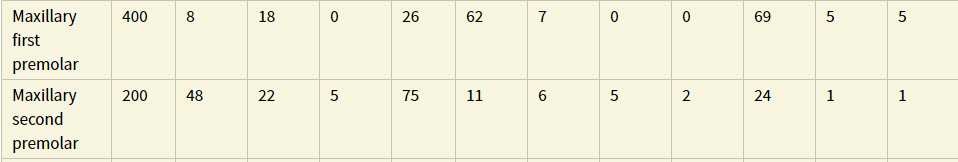 Maxillary first premolar 400 8 18 0 26 62 7 0 0 69 5 5
Maxillary second premolar 200 48 22 5 75 11 6 5 2 24 1 1